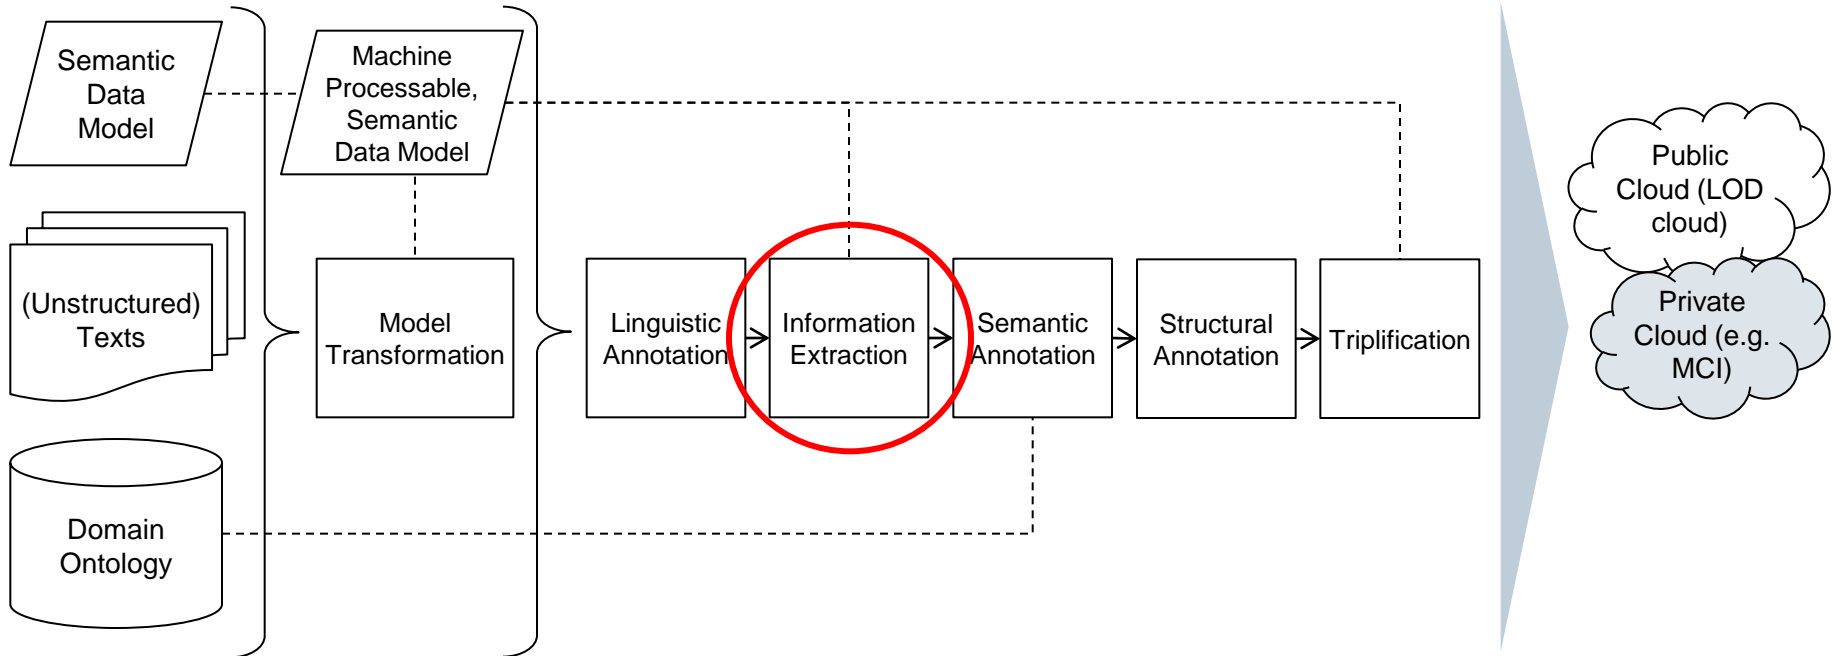 Semantic
Data
Model
(Unstructured)
Texts
Domain
Ontology
Machine
Processable,
Semantic
Data Model
Model
Transformation
Linguistic
Annotation
Information
Extraction
Semantic
Annotation
Structural
Annotation
Triplification
Public
Cloud (LOD
cloud)
Private
Cloud (e.g.
MCI)